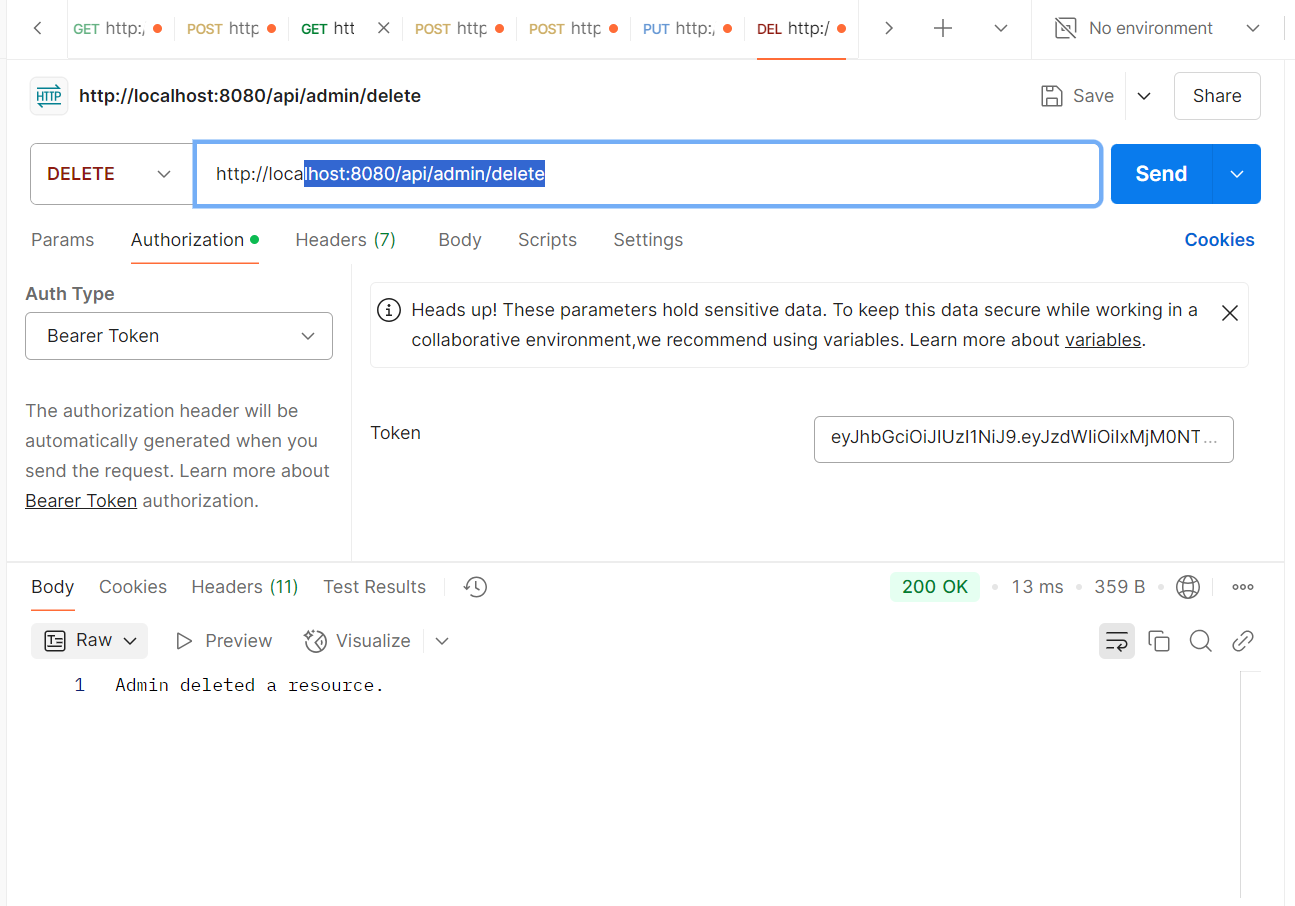 GET http:/ POST http GET htt POST http POST http PUT http:/ DEL http:/ No environment
HTTP http://localhost:8080/api/admin/delete Save Share
DELETE http://localhost:8080/api/admin/delete Send
Params Authorization Headers (7) Body Scripts Settings Cookies
Auth Type
Bearer Token
The authorization header will be
automatically generated when you
send the request. Learn more about
Bearer Token authorization.
Heads up! These parameters hold sensitive data. To keep this data secure while working in a
collaborative environment,we recommend using variables. Learn more about variables.
Token eyJhbGciOiJIUzI1NiJ9.eyJzdWIiOiIxMjM0NT...
Body Cookies Headers (11) Test Results 200 OK 13 ms 359 B
Raw Preview Visualize
1 Admin deleted a resource.